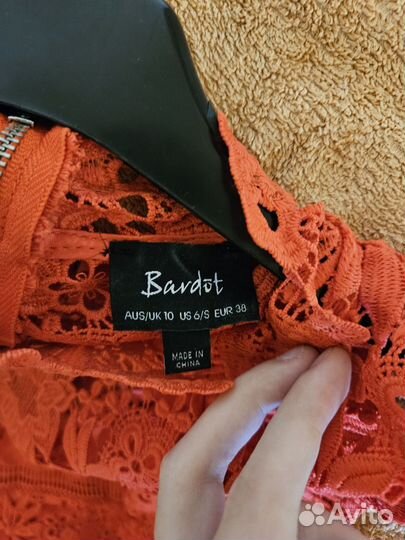 Bardot
AUS/UK 10 US 6/S EUR 38
MADE IN
CHINA
Avito